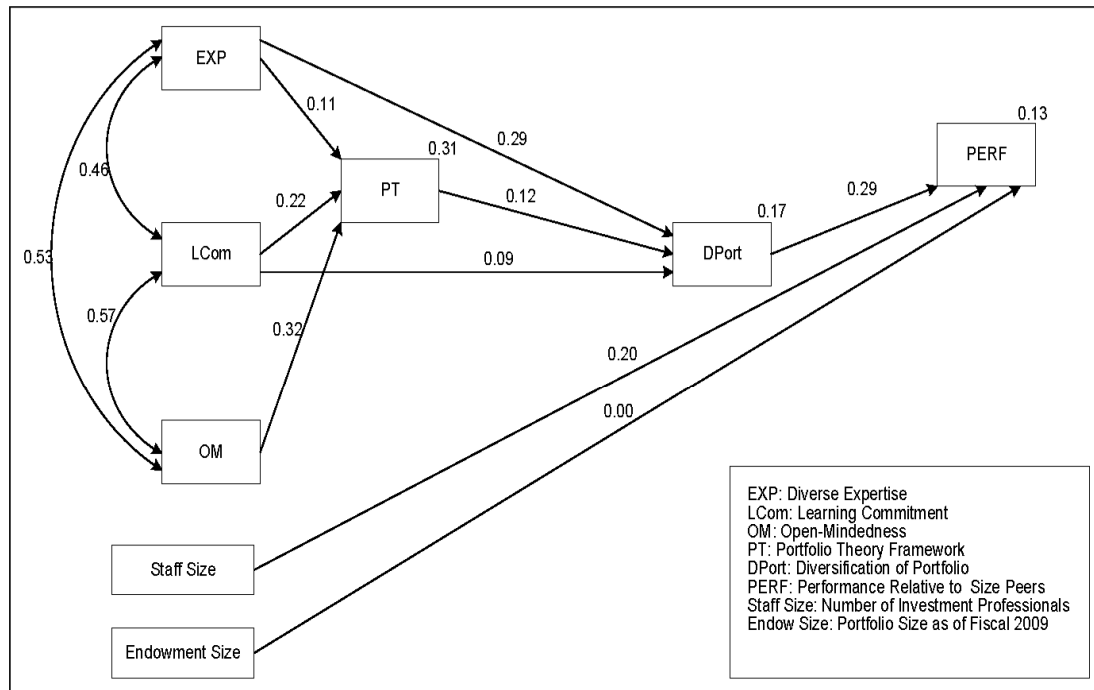 EXP
0.11
0.29
0.13
PERF
0.31
PT
0.46
0.22
0.12
0.29
0.17
LCom
DPort
0.53
0.09
0.57
0.32
0.20
0.00
OM
EXP: Diverse Expertise
LCom: Learning Commitment
OM: Open-Mindedness
PT: Portfolio Theory Framework
DPort: Diversification of Portfolio
PERF: Performance Relative to Size Peers
Staff Size: Number of Investment Professionals
Endow Size: Portfolio Size as of Fiscal 2009
Staff Size
Endowment Size